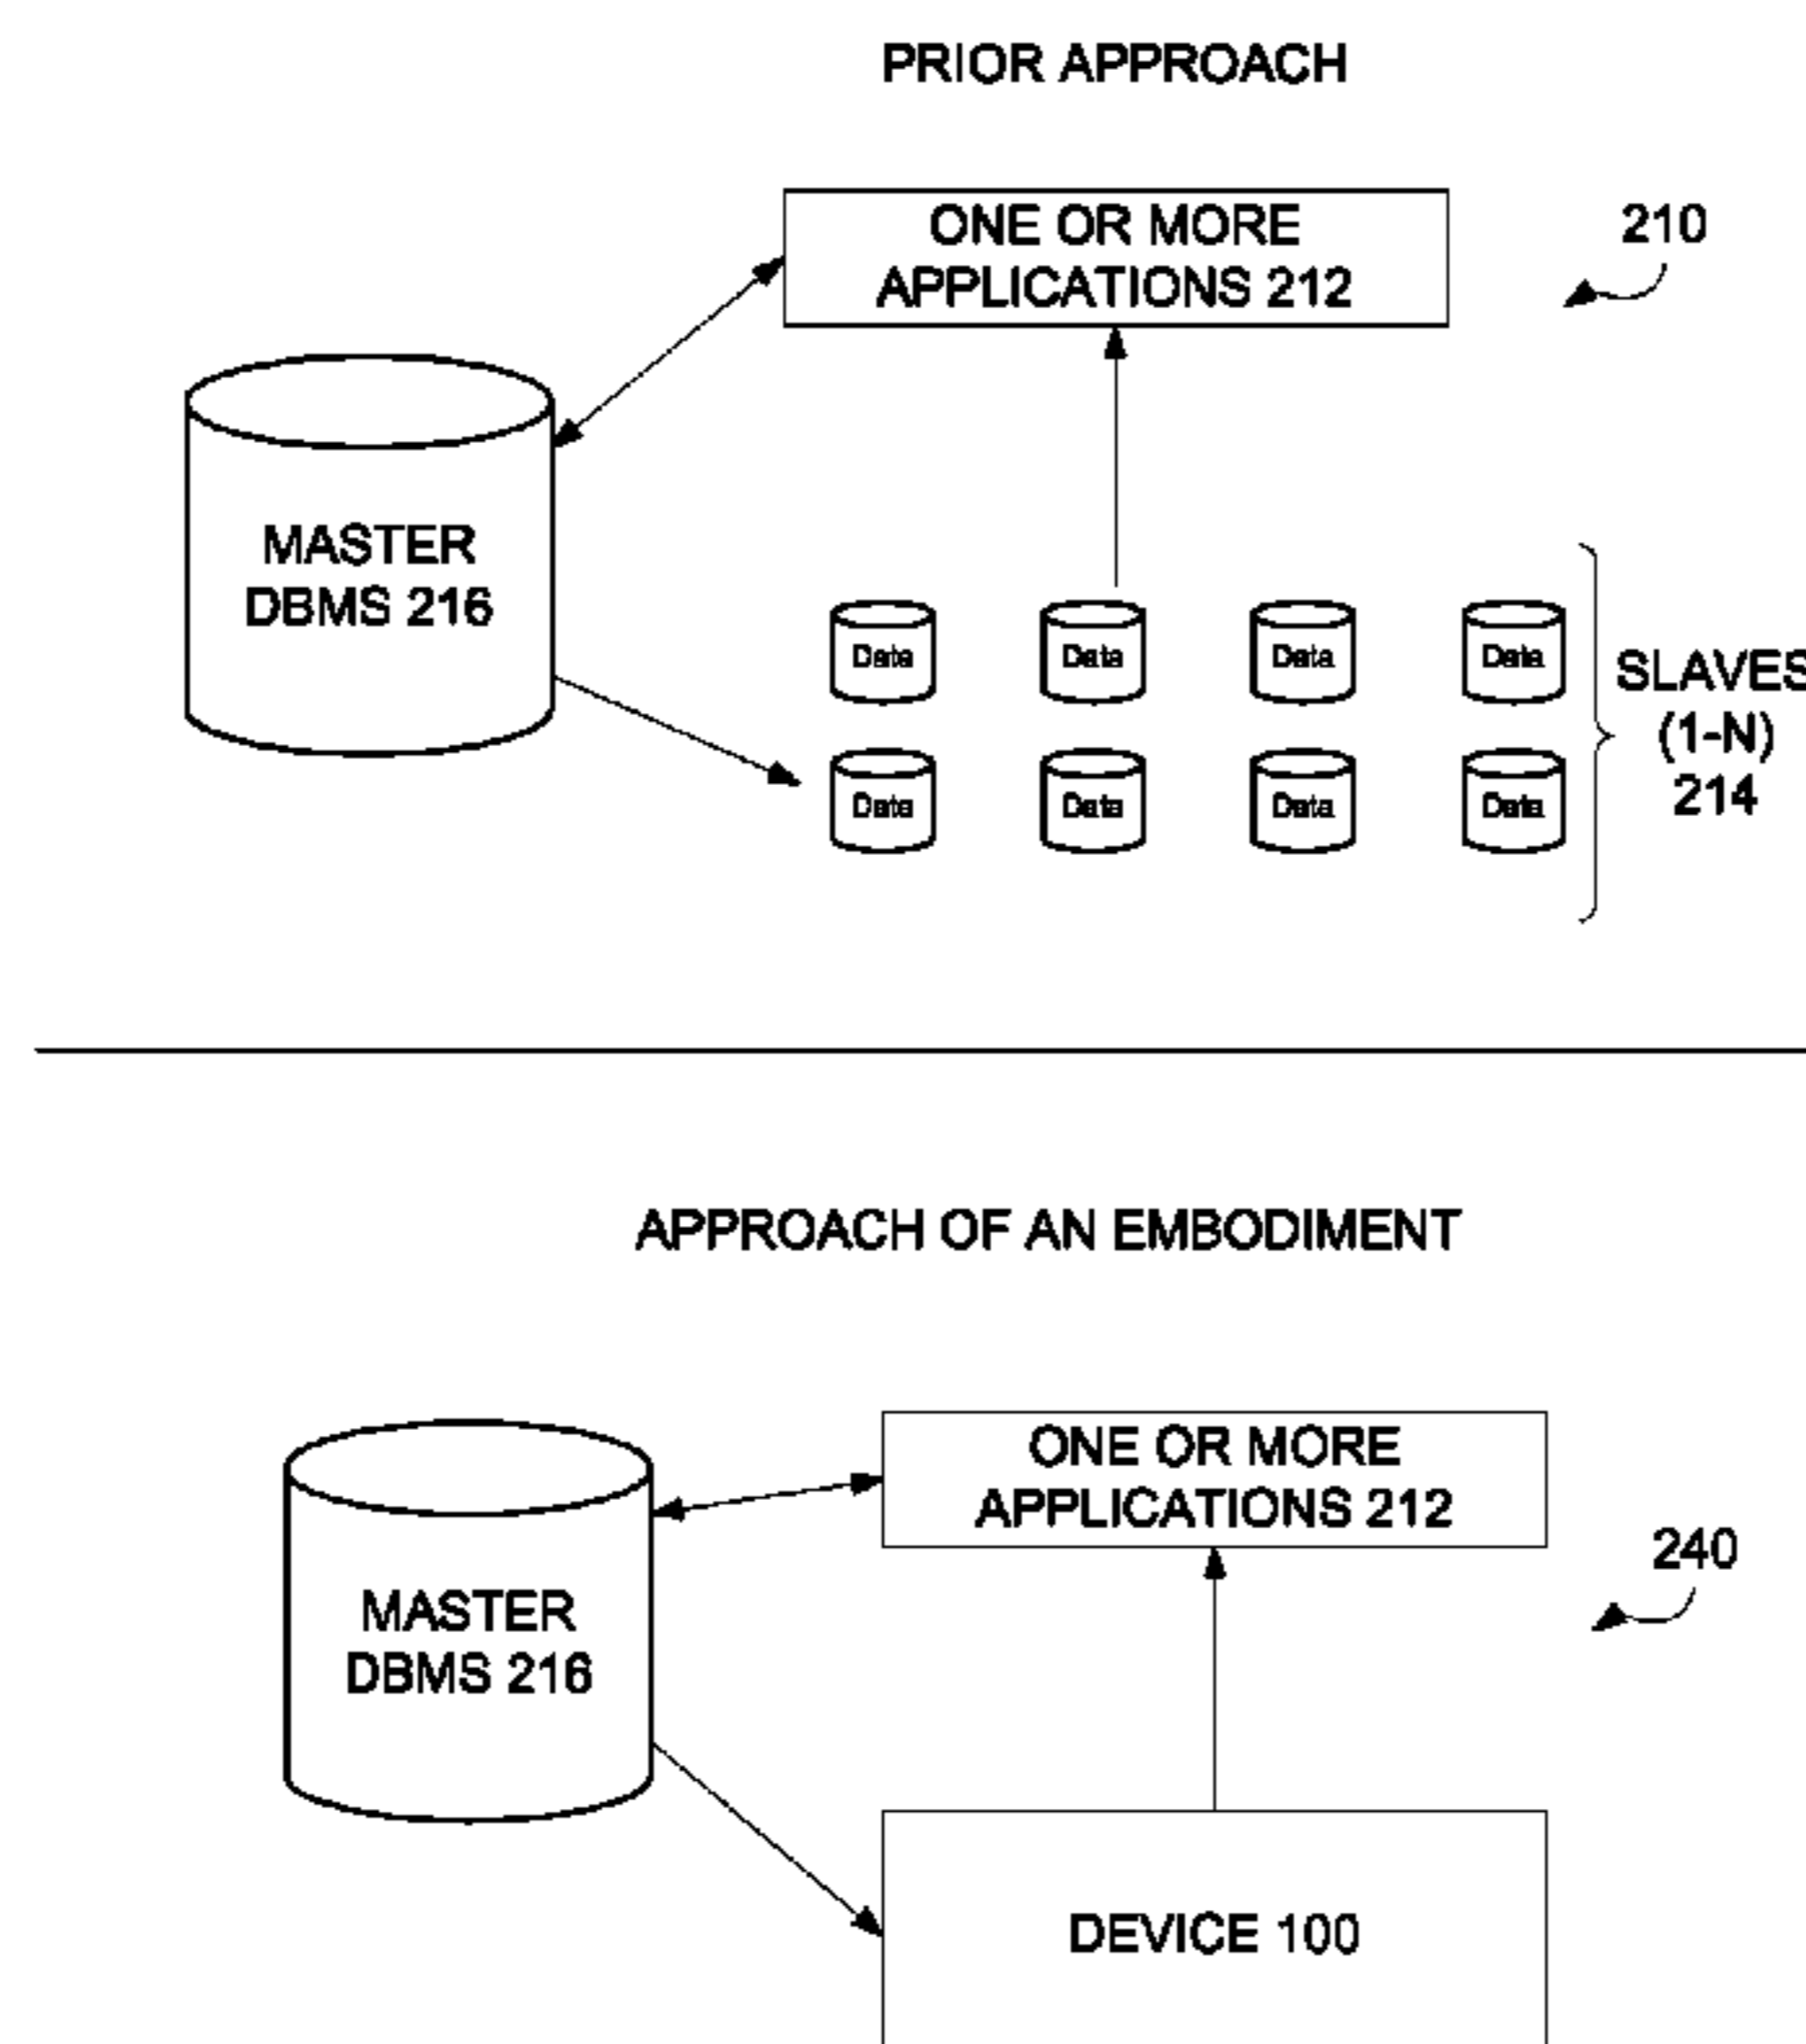 PRIOR APPROACH
ONE OR MORE
APPLICATIONS 212
210
MASTER
DBMS 216
Data Data Data Data
Data Data Data Data
SLAVES
(1-N)
214
APPROACH OF AN EMBODIMENT
ONE OR MORE
APPLICATIONS 212
240
MASTER
DBMS 216
DEVICE 100